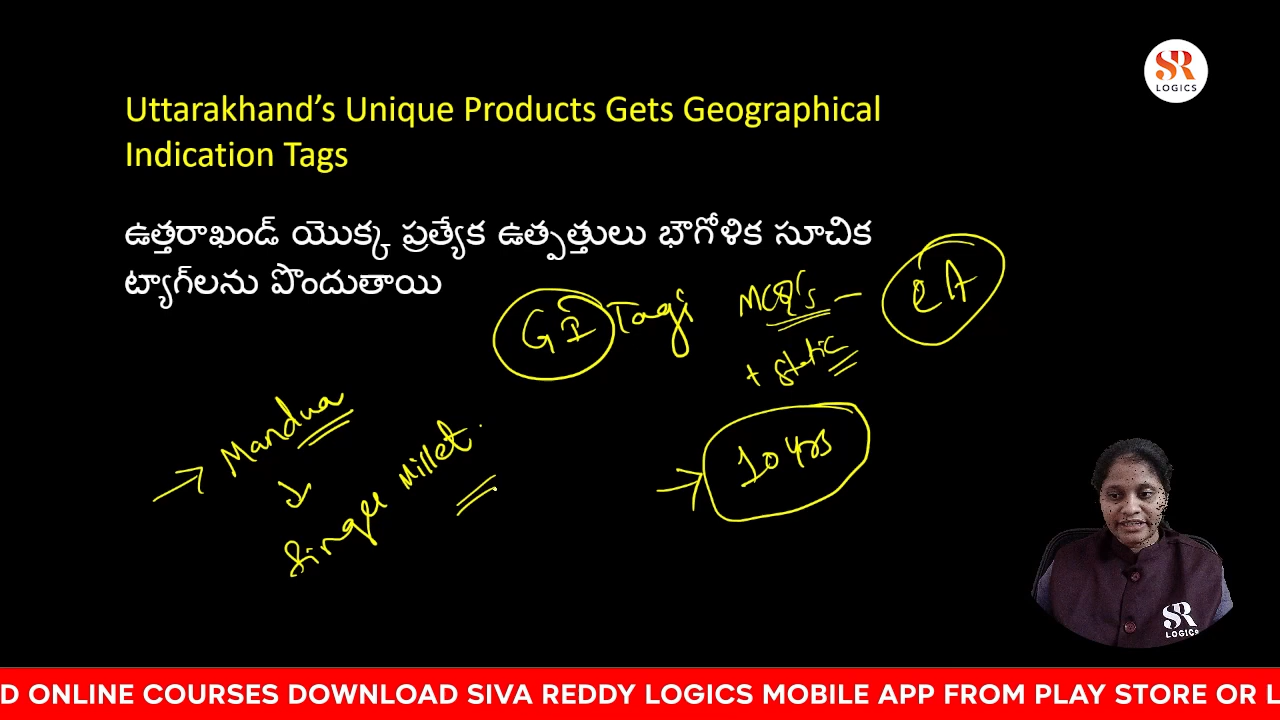 SR
LOGICS
Uttarakhand's Unique Products Gets Geographical
Indication Tags
ఉత్తరాఖండ్ యొక్క ప్రత్యేక ఉత్పత్తులు భౌగోళిక సూచిక
ట్యాగ్‌లను పొందుతాయి
GI Tags
MCQ's – CA
+ static
→ Mandua
Millet.
→ 10 yrs
SR
LOGICS
D ONLINE COURSES DOWNLOAD SIVA REDDY LOGICS MOBILE APP FROM PLAY STORE OR L